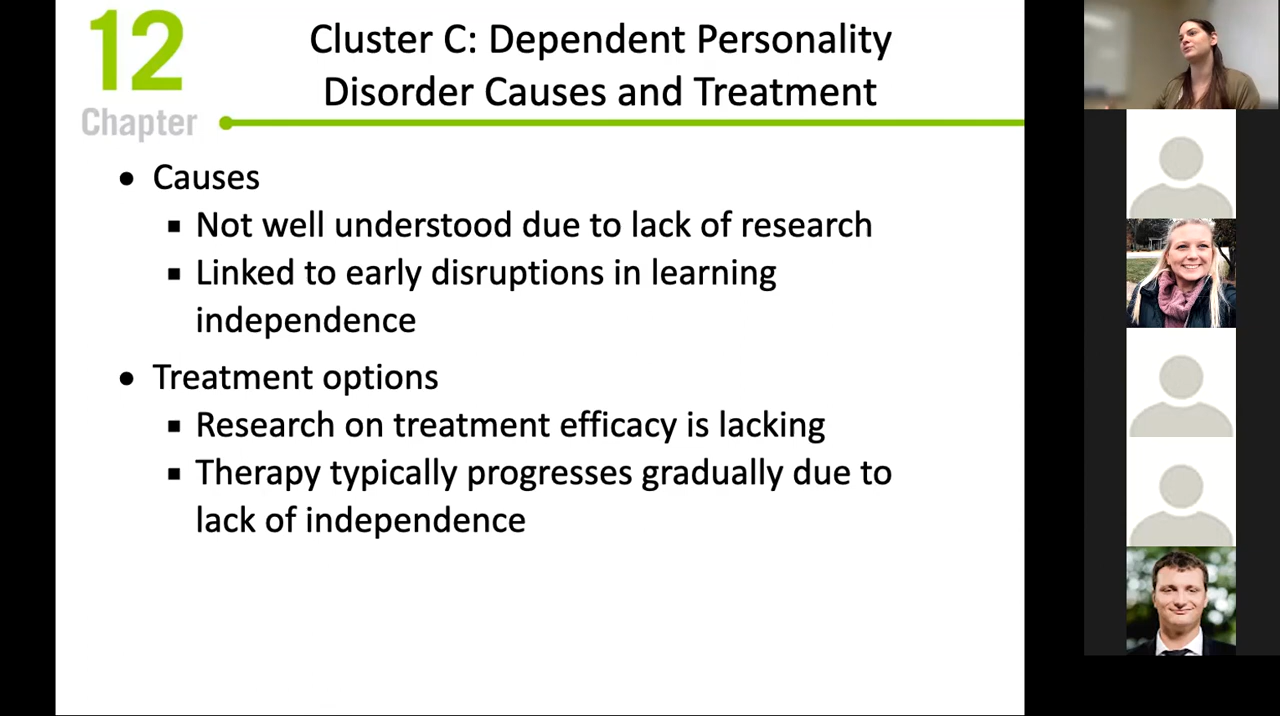 12
Chapter
Cluster C: Dependent Personality
Disorder Causes and Treatment
• Causes
▪ Not well understood due to lack of research
▪ Linked to early disruptions in learning
independence
• Treatment options
▪ Research on treatment efficacy is lacking
▪ Therapy typically progresses gradually due to
lack of independence